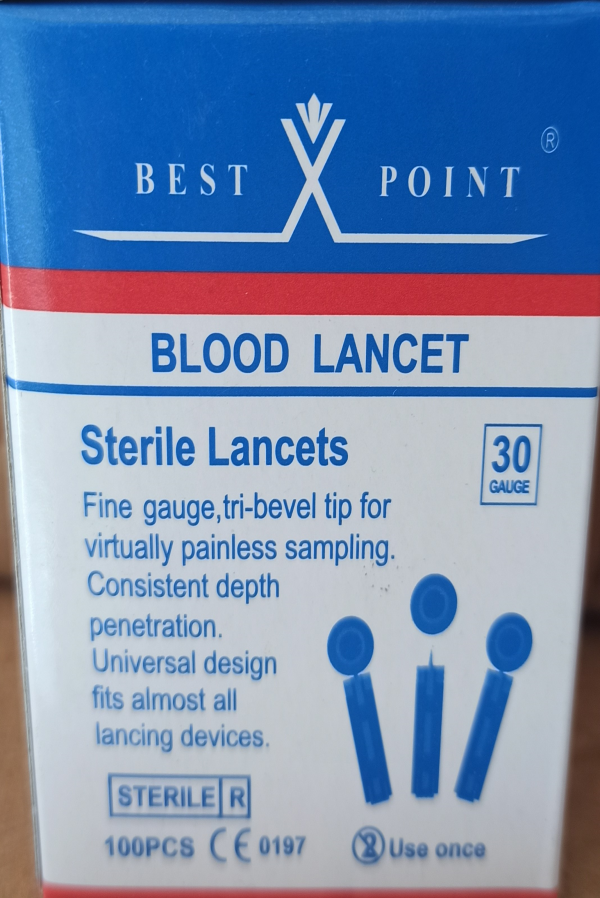 BEST POINT ®
BLOOD LANCET
Sterile Lancets
30
GAUGE
Fine gauge,tri-bevel tip for
virtually painless sampling.
Consistent depth
penetration.
Universal design
fits almost all
lancing devices.
STERILE R
100PCS CE 0197
2 Use once